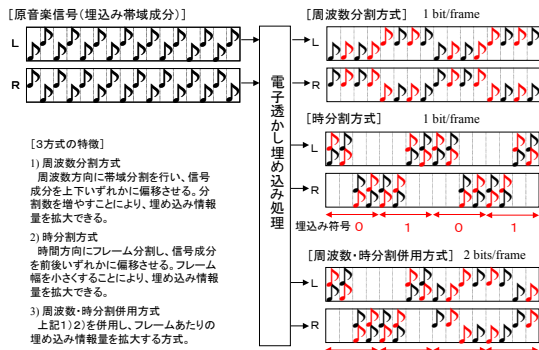 [原音楽信号(埋込み帯域成分)]
L
R
[3方式の特徴]
1) 周波数分割方式
周波数方向に帯域分割を行い、信号
成分を上下いずれかに偏移させる。分
割数を増やすことにより、埋め込み情報
量を拡大できる。
2) 時分割方式
時間方向にフレーム分割し、信号成分
を前後いずれかに偏移させる。フレーム
幅を小さくすることにより、埋め込み情報
量を拡大できる。
3) 周波数・時分割併用方式
上記1)2)を併用し、フレームあたりの
埋め込み情報量を拡大する方式。
電子透かし埋め込み処理
[周波数分割方式] 1 bit/frame
L
R
[時分割方式] 1 bit/frame
L
R
埋込み符号 0 1 0 1
[周波数・時分割併用方式] 2 bits/frame
L
R